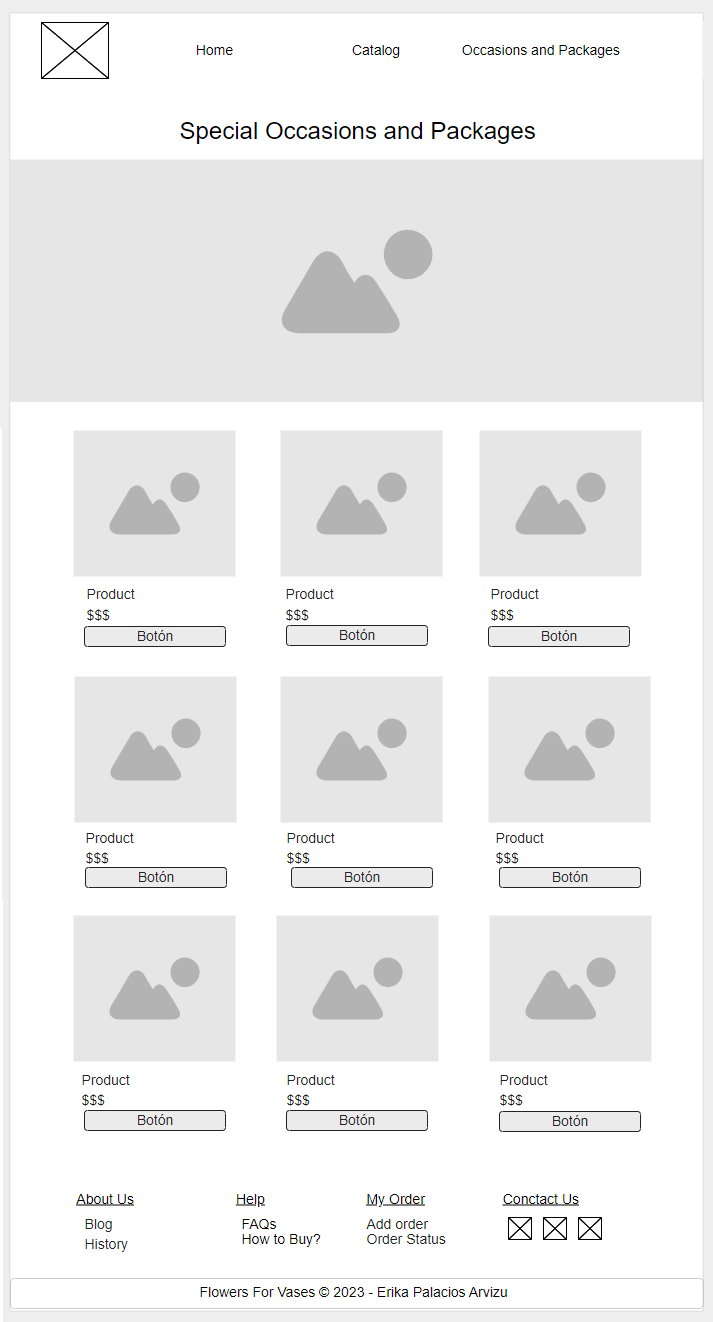 Home Catalog Occasions and Packages
Special Occasions and Packages
Product Product Product
$$$ $$$ $$$
Botón Botón Botón
Product Product Product
$$$ $$$ $$$
Botón Botón Botón
Product Product Product
$$$ $$$ $$$
Botón Botón Botón
About Us Help My Order Conctact Us
Blog FAQs Add order
History How to Buy? Order Status
Flowers For Vases © 2023 - Erika Palacios Arvizu